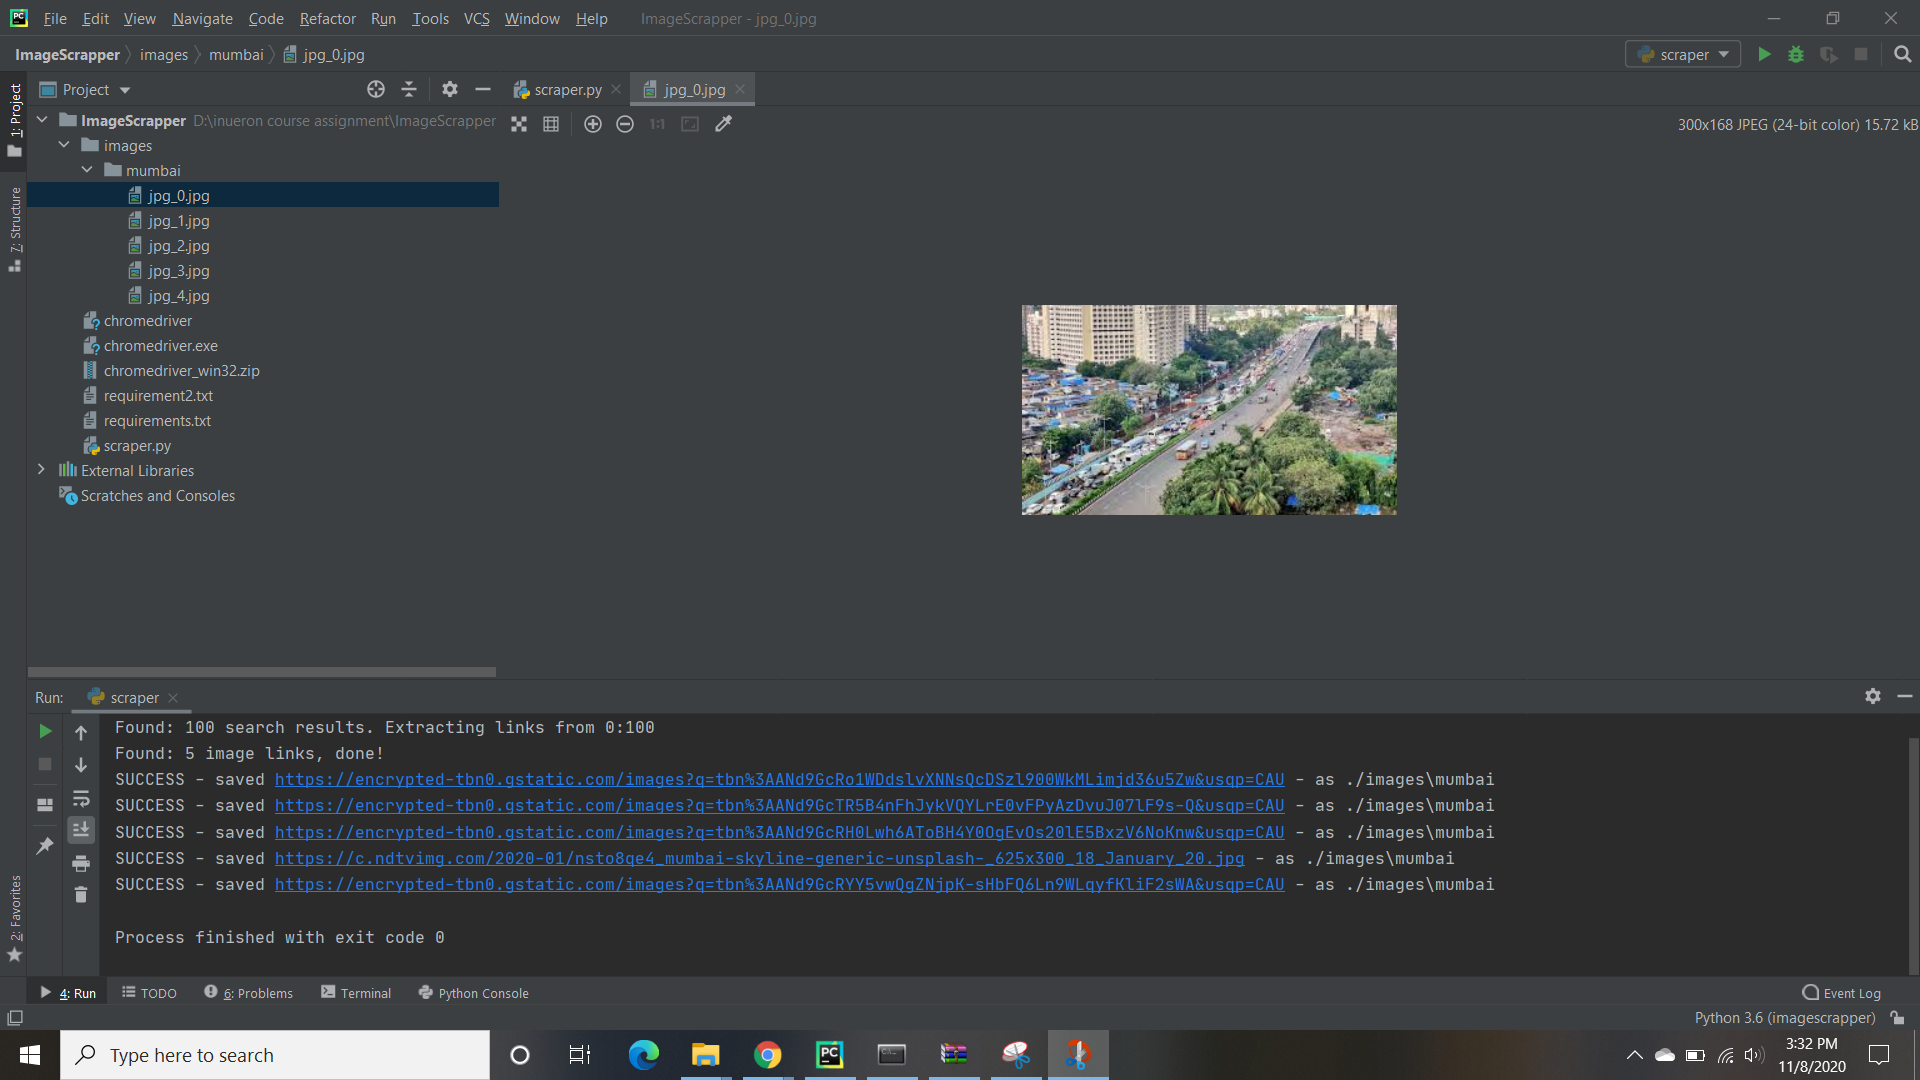 PC File Edit View Navigate Code Refactor Run Tools VCS Window Help ImageScrapper - jpg_0.jpg
ImageScrapper images mumbai jpg_0.jpg scraper
1: Project
7: Structure
2: Favorites
Project
scraper.py jpg_0.jpg
300x168 JPEG (24-bit color) 15.72 kB
1:1
ImageScrapper D:\inueron course assignment\ImageScrapper
images
mumbai
jpg_0.jpg
jpg_1.jpg
jpg_2.jpg
jpg_3.jpg
jpg_4.jpg
chromedriver
chromedriver.exe
chromedriver_win32.zip
requirement2.txt
requirements.txt
scraper.py
External Libraries
Scratches and Consoles
Run: scraper
Found: 100 search results. Extracting links from 0:100
Found: 5 image links, done!
SUCCESS - saved https://encrypted-tbn0.gstatic.com/images?q=tbn%3AANd9GcRo1WDdslvXNNsQcDSzl900WkMLimjd36u5Zw&usqp=CAU - as ./images\mumbai
SUCCESS - saved https://encrypted-tbn0.gstatic.com/images?q=tbn%3AANd9GcTR5B4nFhJykVQYLrE0vFPyAzDvuJ07lF9s-Q&usqp=CAU - as ./images\mumbai
SUCCESS - saved https://encrypted-tbn0.gstatic.com/images?q=tbn%3AANd9GcRH0Lwh6AToBH4Y0OgEvOs20lE5BxzV6NoKnw&usqp=CAU - as ./images\mumbai
SUCCESS - saved https://c.ndtvimg.com/2020-01/nsto8qe4_mumbai-skyline-generic-unsplash-_625x300_18_January_20.jpg - as ./images\mumbai
SUCCESS - saved https://encrypted-tbn0.gstatic.com/images?q=tbn%3AANd9GcRYY5vwQgZNjpK-sHbFQ6Ln9WLqyfKliF2sWA&usqp=CAU - as ./images\mumbai
Process finished with exit code 0
4: Run TODO 6: Problems Terminal Python Console Event Log
Python 3.6 (imagescrapper)
Type here to search
PC
3:32 PM
11/8/2020